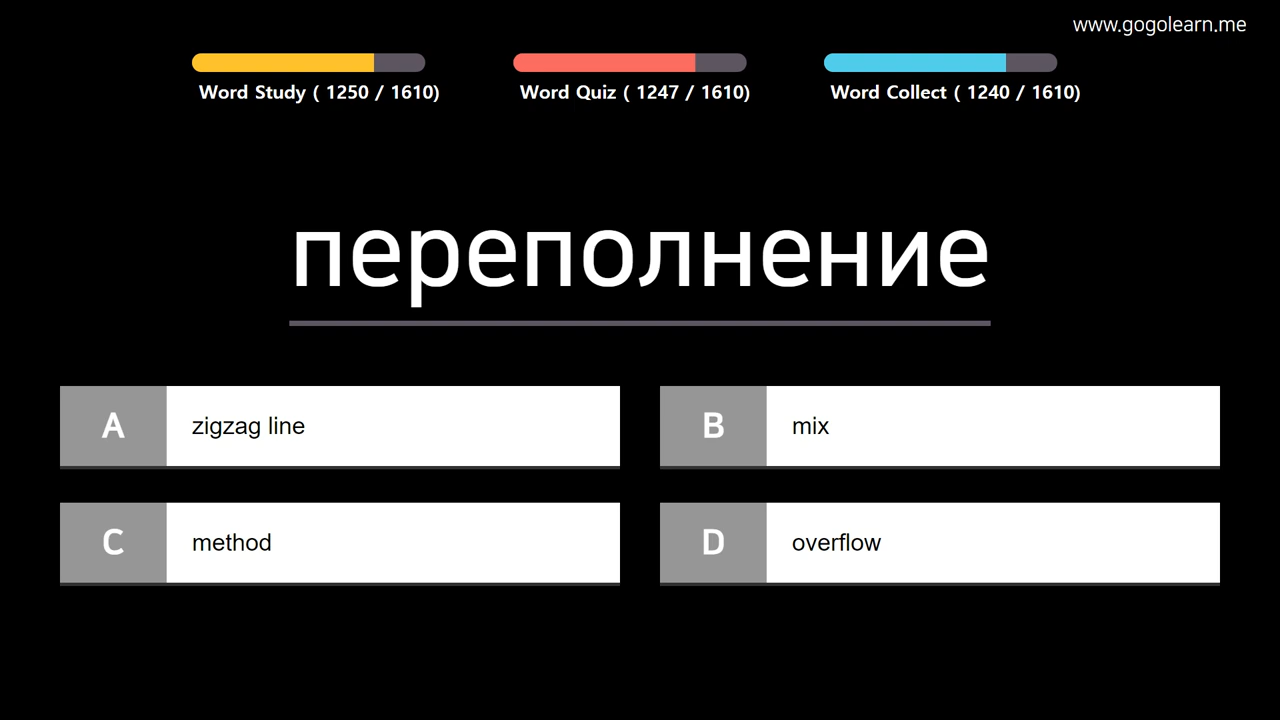 www.gogolearn.me
Word Study ( 1250 / 1610)
Word Quiz ( 1247 / 1610)
Word Collect ( 1240 / 1610)
переполнение
A zigzag line
B mix
C method
D overflow